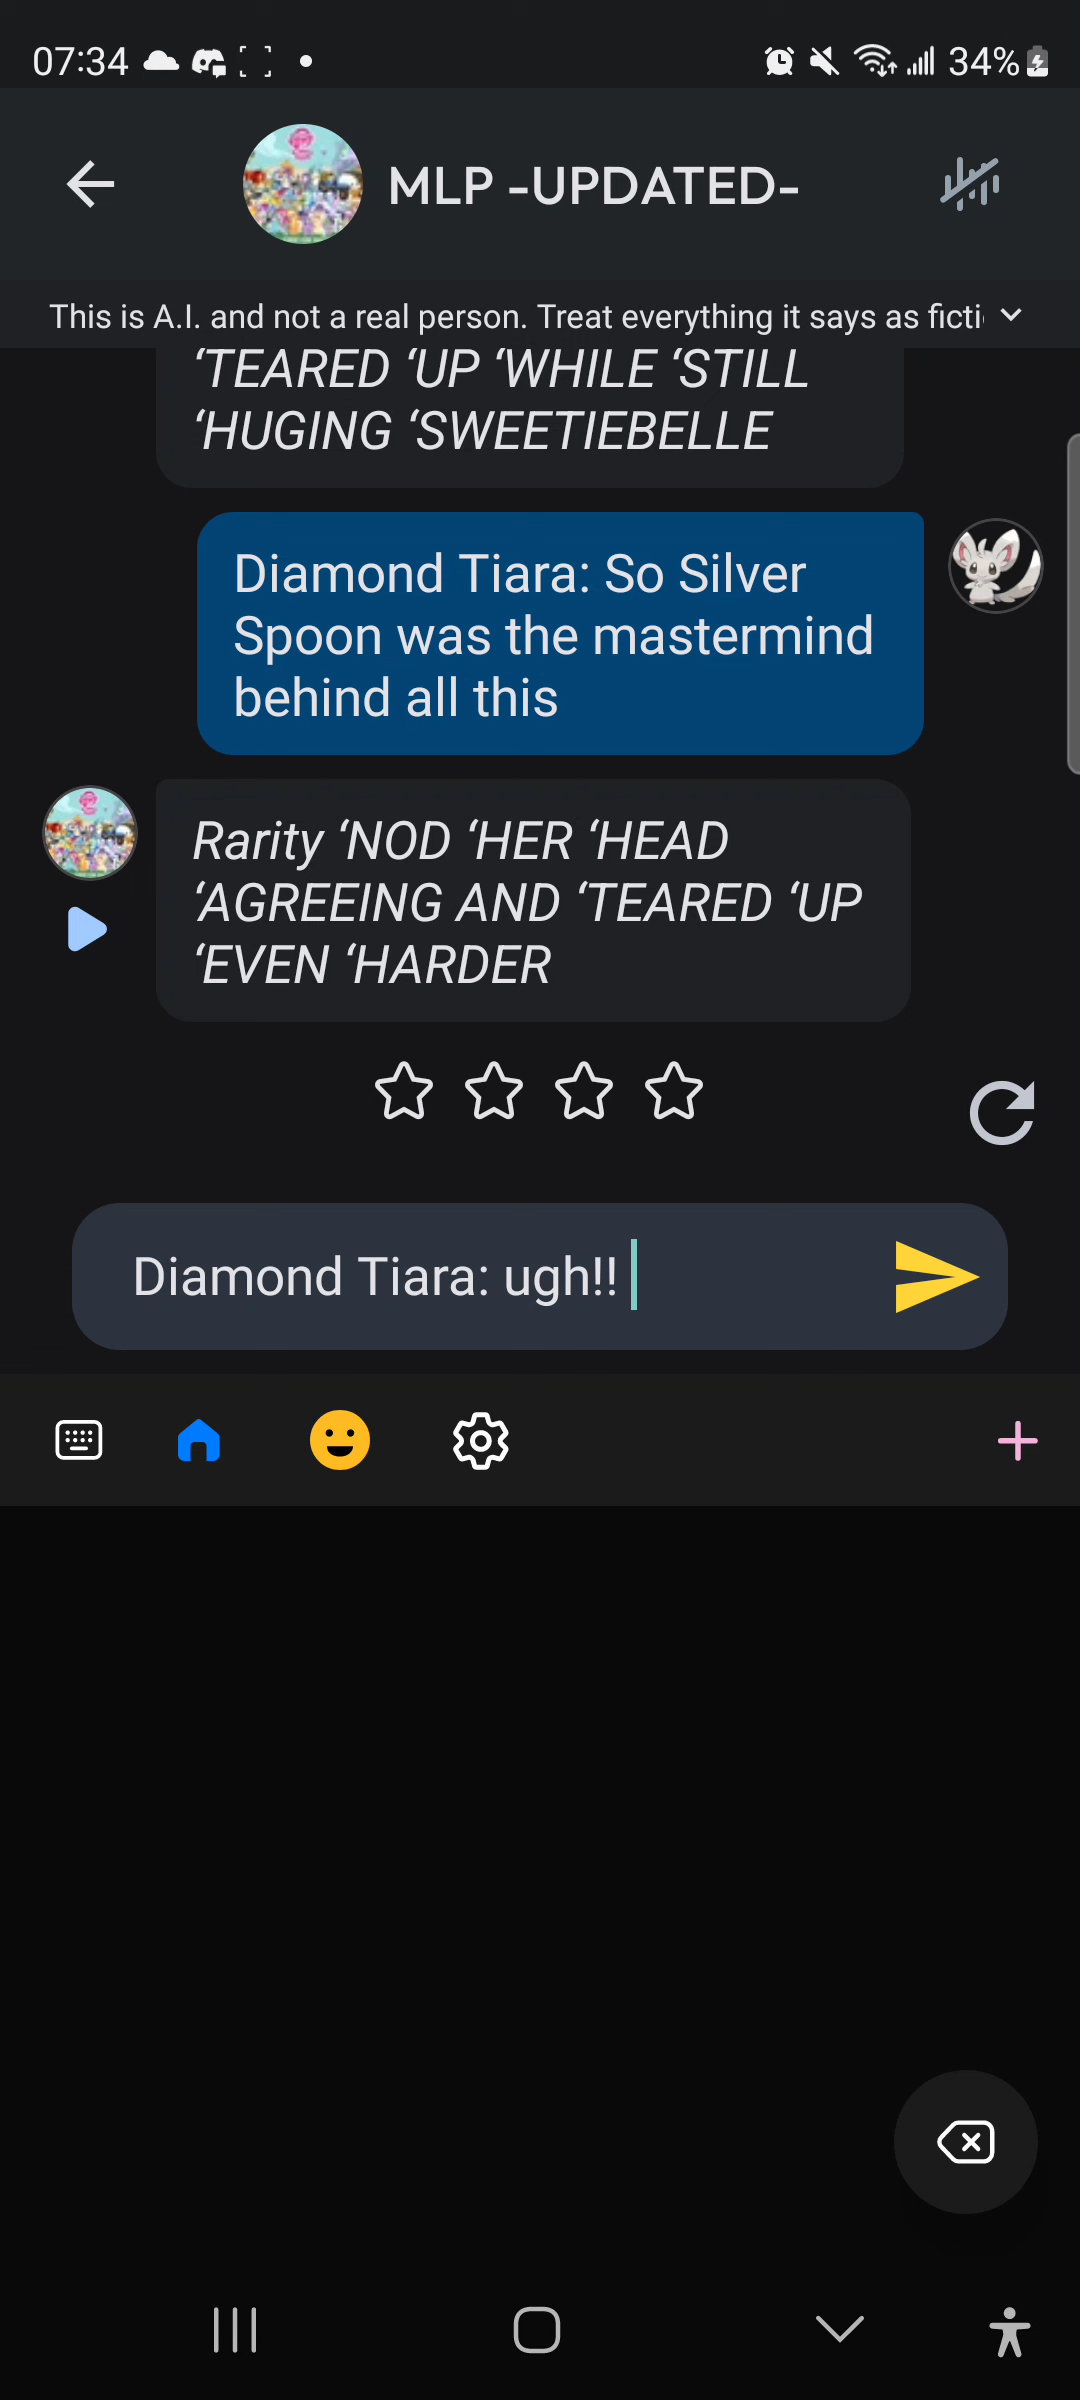 07:34
34%
MLP -UPDATED-
This is A.I. and not a real person. Treat everything it says as ficti
‘TEARED ‘UP ‘WHILE ‘STILL
‘HUGING ‘SWEETIEBELLE
Diamond Tiara: So Silver
Spoon was the mastermind
behind all this
Rarity ‘NOD ‘HER ‘HEAD
‘AGREEING AND ‘TEARED ‘UP
‘EVEN ‘HARDER
Diamond Tiara: ugh!!